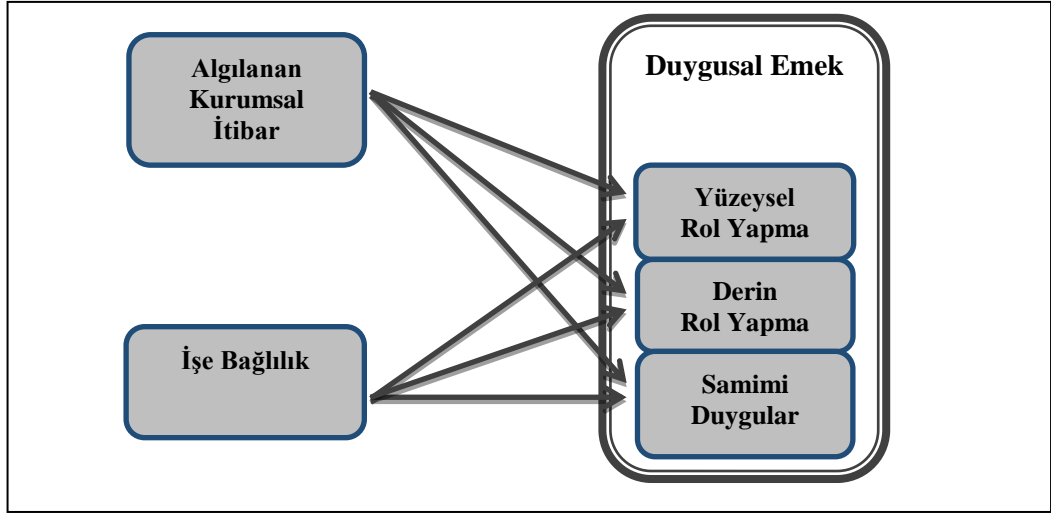 Algılanan
Kurumsal
İtibar
İşe Bağlılık
Duygusal Emek
Yüzeysel
Rol Yapma
Derin
Rol Yapma
Samimi
Duygular